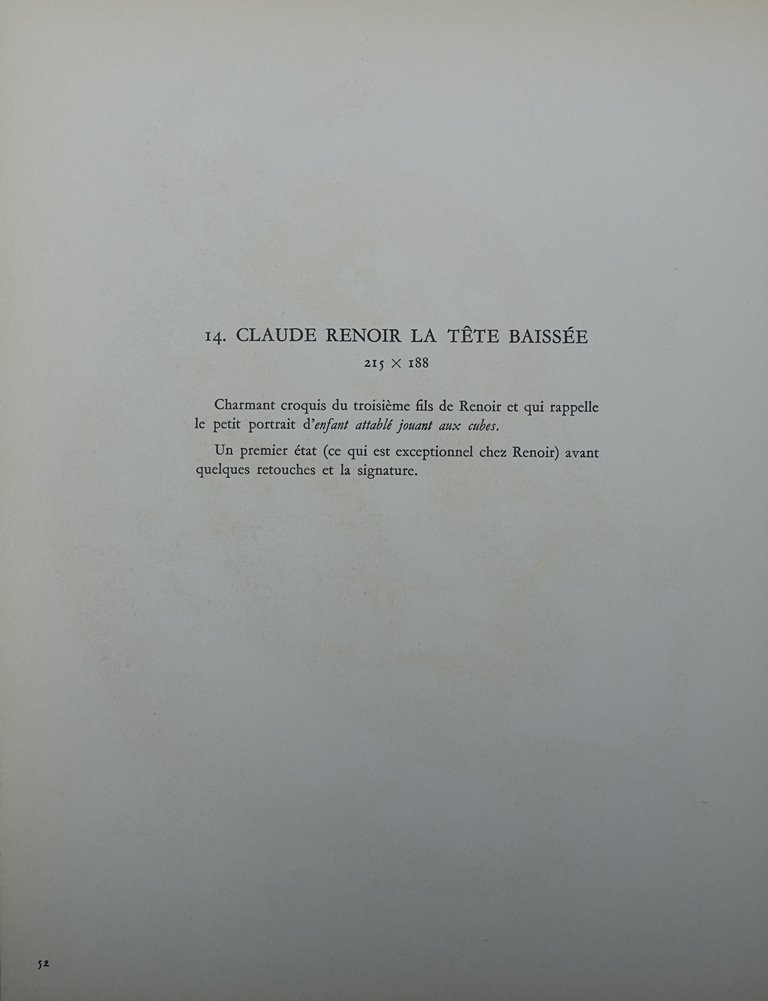 14. CLAUDE RENOIR LA TÊTE BAISSÉE
215 × 188
Charmant croquis du troisième fils de Renoir et qui rappelle
le petit portrait d'enfant attablé jouant aux cubes.
Un premier état (ce qui est exceptionnel chez Renoir) avant
quelques retouches et la signature.
52